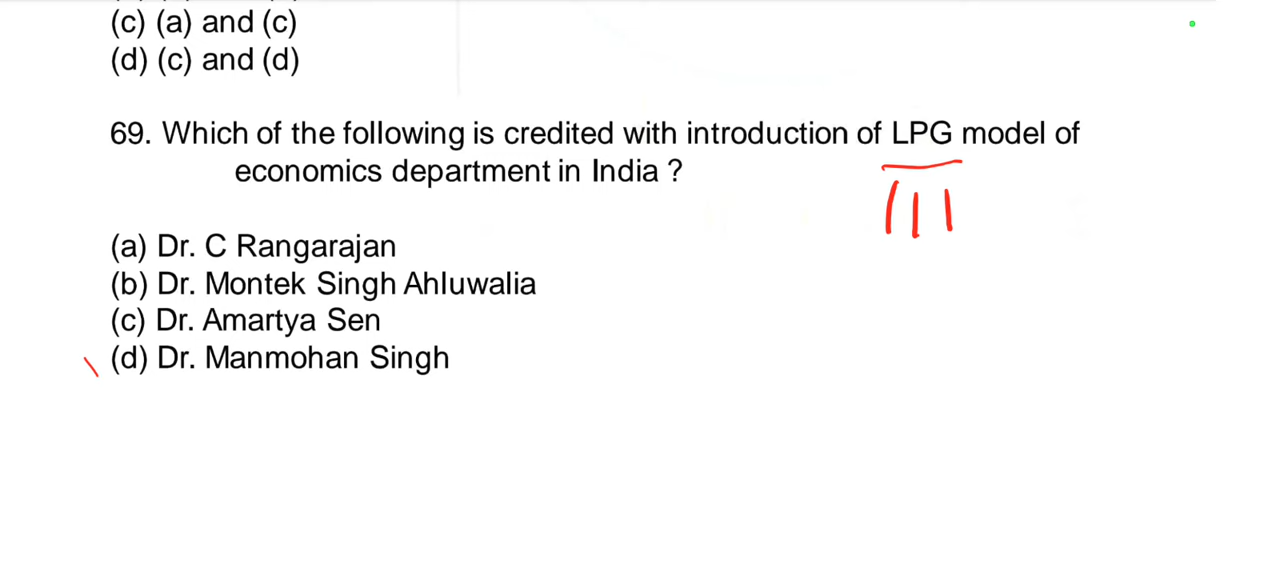 (c) (a) and (c)
(d) (c) and (d)
69. Which of the following is credited with introduction of LPG model of
economics department in India ?
(a) Dr. C Rangarajan
(b) Dr. Montek Singh Ahluwalia
(c) Dr. Amartya Sen
(d) Dr. Manmohan Singh